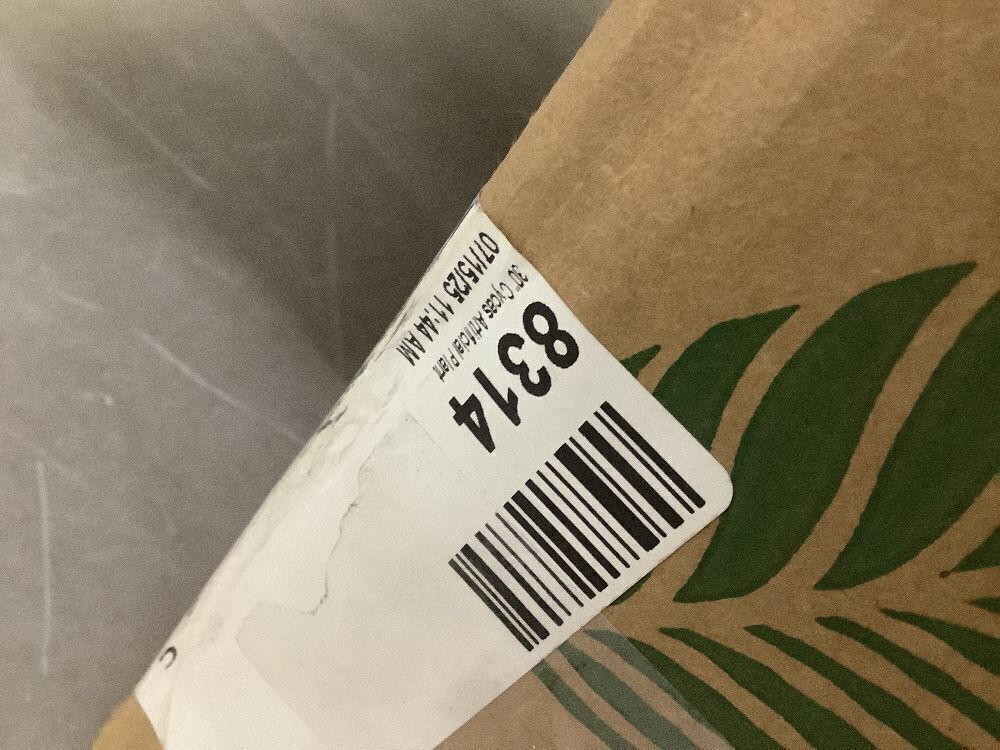 07/15/25 11:44 AM
30" Cycas Artificial Plant
8314